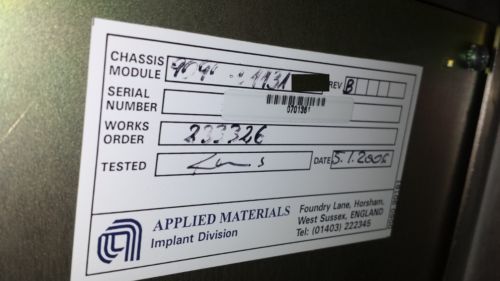 CHASSIS
MODULE
REV B
SERIAL
NUMBER
0701361
WORKS
ORDER 233326
TESTED DATE 5.1.2006
APPLIED MATERIALS
Implant Division
Foundry Lane, Horsham,
West Sussex, ENGLAND
Tel: (01403) 222345